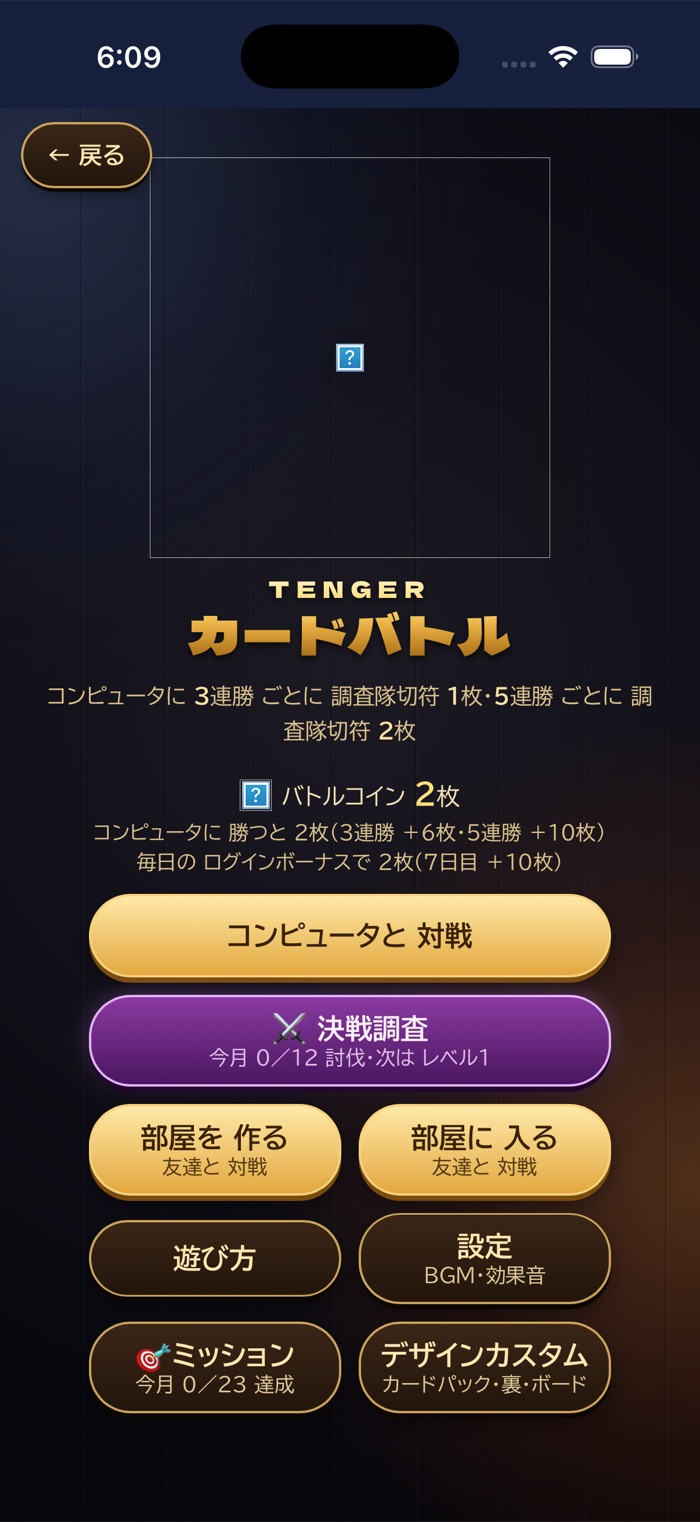 6:09
← 戻る
TENGER
カードバトル
コンピュータに 3連勝 ごとに 調査隊切符 1枚・5連勝 ごとに 調
査隊切符 2枚
バトルコイン 2枚
コンピュータに 勝つと 2枚(3連勝 +6枚・5連勝 +10枚)
毎日の ログインボーナスで 2枚(7日目 +10枚)
コンピュータと 対戦
⚔️ 決戦調査
今月 0/12 討伐・次は レベル1
部屋を 作る
友達と 対戦
部屋に 入る
友達と 対戦
遊び方
設定
BGM・効果音
🎯ミッション
今月 0/23 達成
デザインカスタム
カードパック・裏・ボード